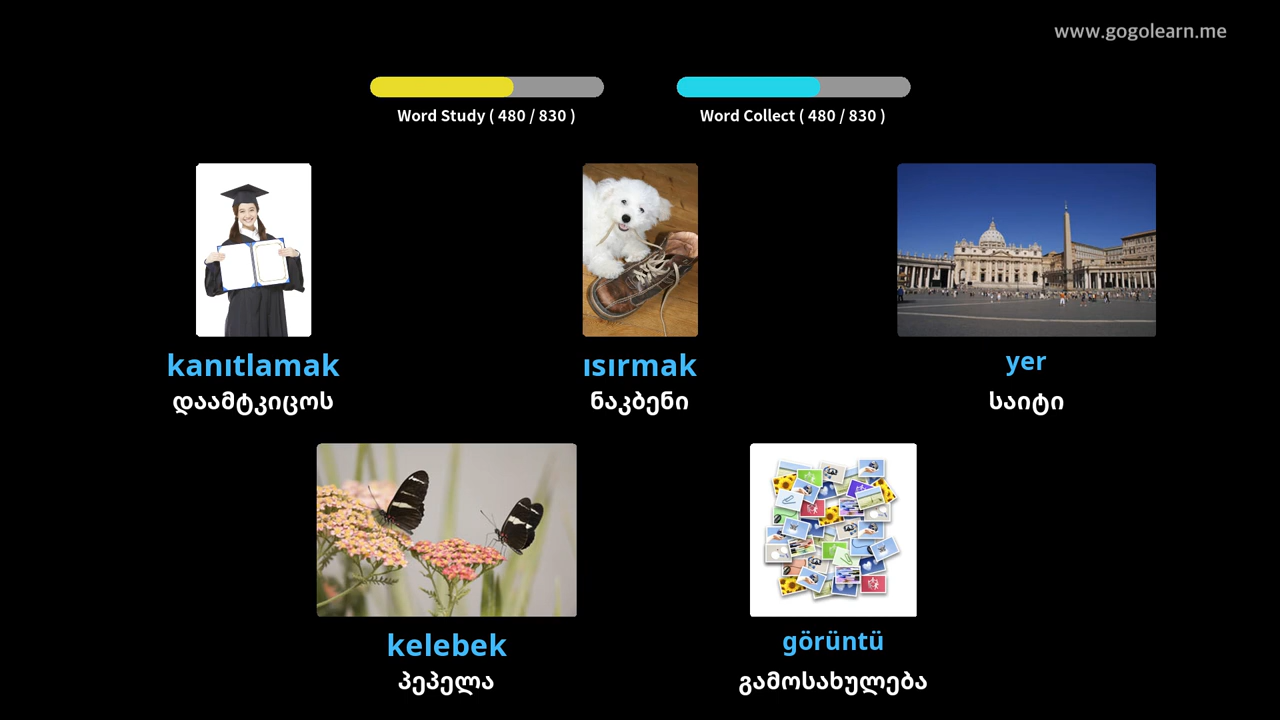 www.gogolearn.me
Word Study ( 480 / 830 )
Word Collect ( 480 / 830 )
kanıtlamak
დაამტკიცოს
ısırmak
ნაკბენი
yer
საიტი
kelebek
პეპელა
görüntü
გამოსახულება